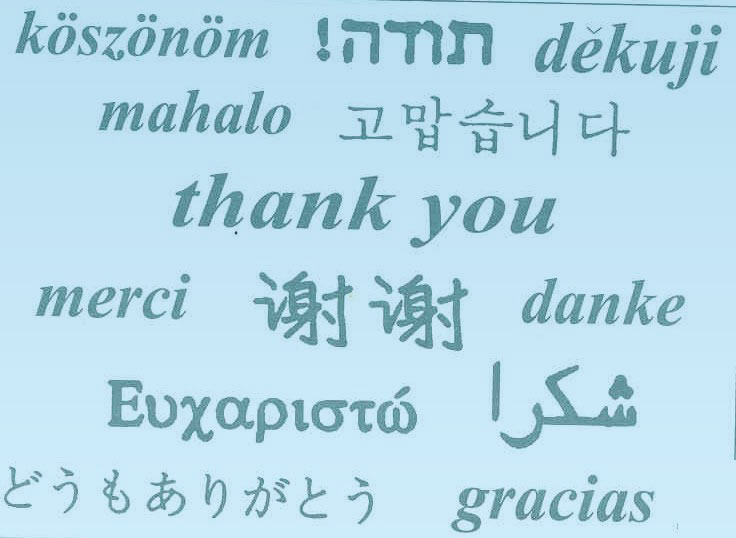 köszönöm תודה! děkuji
mahalo 고맙습니다
thank you
merci 谢谢 danke
Ευχαριστώ شكرا
どうもありがとう gracias